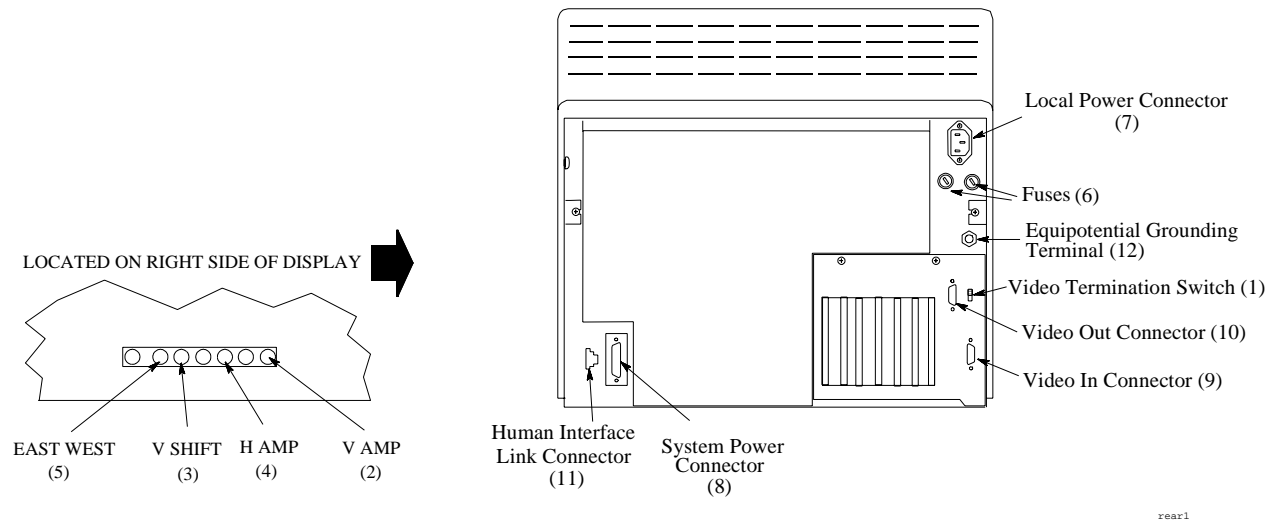 LOCATED ON RIGHT SIDE OF DISPLAY
EAST WEST
(5)
V SHIFT
(3)
H AMP
(4)
V AMP
(2)
Local Power Connector
(7)
Fuses (6)
Equipotential Grounding
Terminal (12)
Video Termination Switch (1)
Video Out Connector (10)
Video In Connector (9)
Human Interface
Link Connector
(11)
System Power
Connector
(8)
rear1